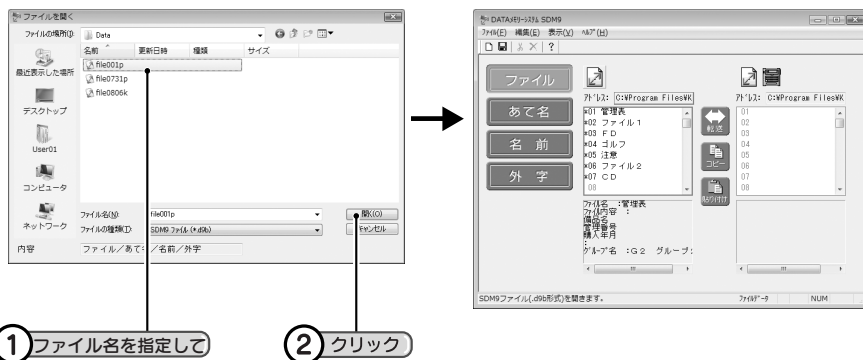 ファイルを開く
ファイルの場所(I):
Data
名前
更新日時
種類
サイズ
最近表示した場所
デスクトップ
User01
コンピュータ
ネットワーク
file001p
file0731p
file0806k
ファイル名(N):
file001p
開く(O)
ファイルの種類(T):
SDM9 ファイル (*.d9b)
キャンセル
内容
ファイル/あて名/名前/外字
① ファイル名を指定して
② クリック
DATAメモリーシステム SDM9
ファイル(F) 編集(E) 表示(V) ヘルプ(H)
ファイル
あて名
名 前
外 字
アドレス: C:¥Program Files¥K
*01 管理表
*02 ファイル1
*03 FD
*04 ゴルフ
*05 注意
*06 ファイル2
*07 CD
08
転送
コピー
貼り付け
アドレス: C:¥Program Files¥K
01
02
03
04
05
06
07
08
ファイル名 :管理表
ファイル内容 :
備品名
管理番号
購入年月
:
グループ名 :G2 グループ:
SDM9ファイル(.d9b形式)を開きます。
ファイルデータ
NUM